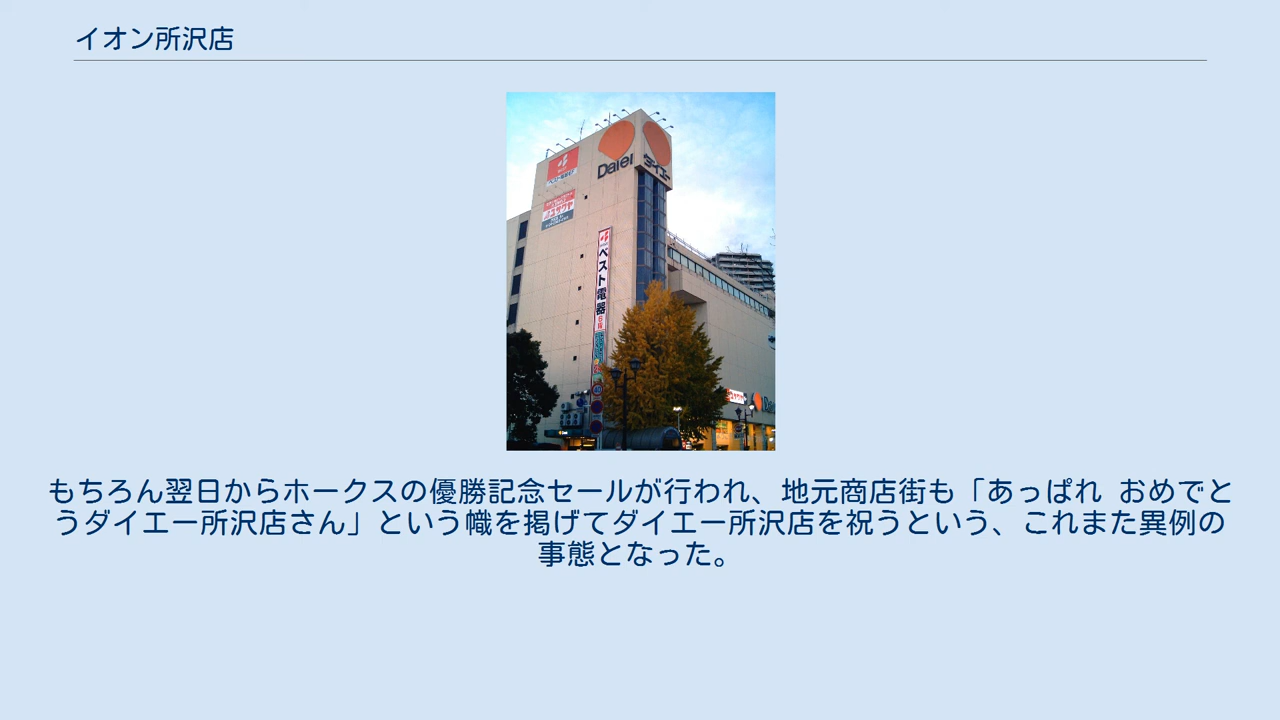 イオン所沢店
Daiei
ダイエー
ベスト電器
もちろん翌日からホークスの優勝記念セールが行われ、地元商店街も「あっぱれ おめでと
うダイエー所沢店さん」という幟を掲げてダイエー所沢店を祝うという、これまた異例の
事態となった。